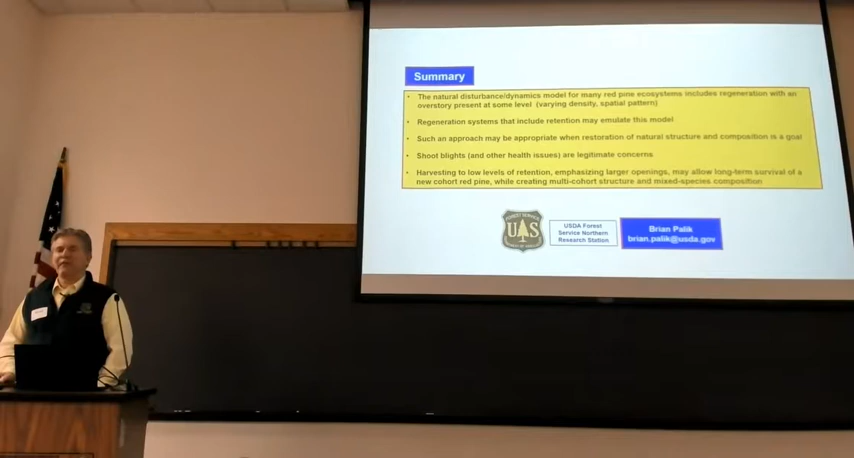 Summary
• The natural disturbance/dynamics model for many red pine ecosystems includes regeneration with an
overstory present at some level (varying density, spatial pattern)
• Regeneration systems that include retention may emulate this model
• Such an approach may be appropriate when restoration of natural structure and composition is a goal
• Shoot blights (and other health issues) are legitimate concerns
• Harvesting to low levels of retention, emphasizing larger openings, may allow long-term survival of a
new cohort red pine, while creating multi-cohort structure and mixed-species composition
FOREST SERVICE
U S
DEPARTMENT OF AGRICULTURE
USDA Forest
Service Northern
Research Station
Brian Palik
brian.palik@usda.gov